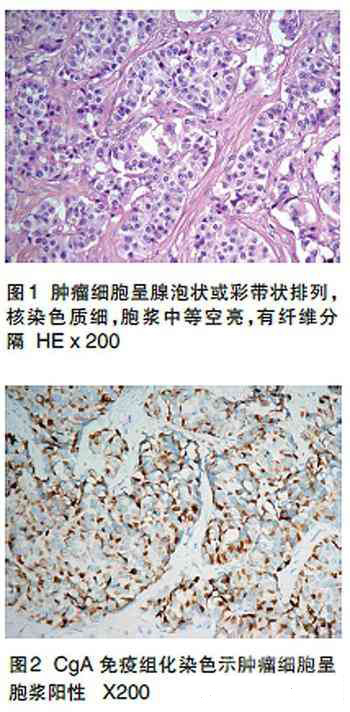 图1 肿瘤细胞呈腺泡状或彩带状排列,
核染色质细,胞浆中等空亮,有纤维分
隔 HE x 200
图2 CgA 免疫组化染色示肿瘤细胞呈
胞浆阳性 X200